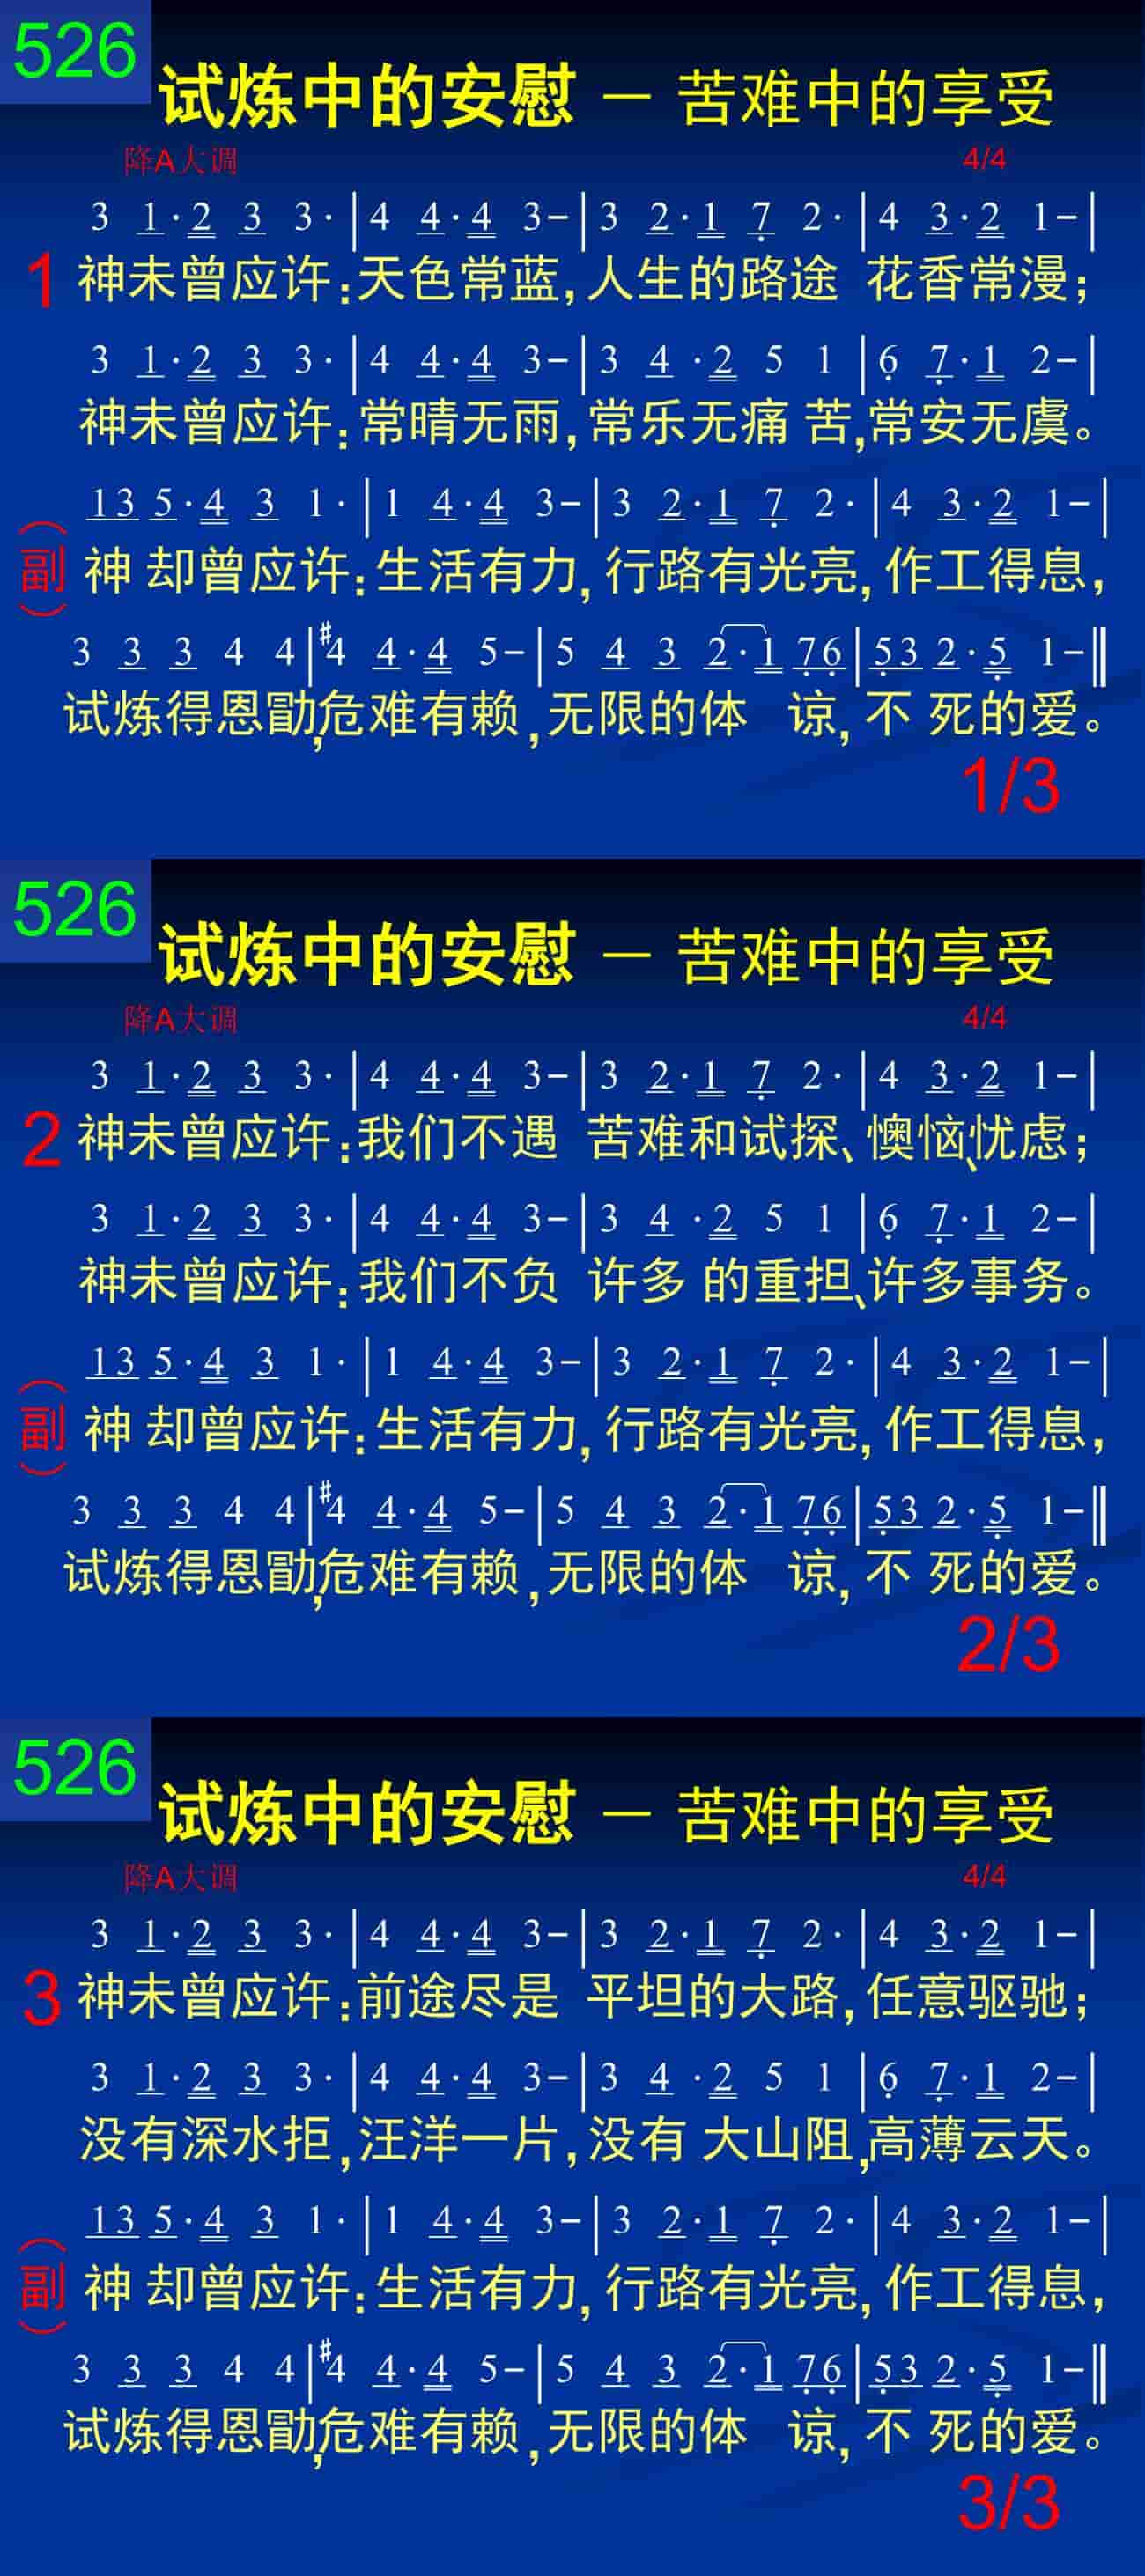 526
试炼中的安慰 — 苦难中的享受
降A大调 4/4
3 1·2 3 3·|4 4·4 3-|3 2·1 7 2·|4 3·2 1-|
1 神未曾应许:天色常蓝,人生的路途 花香常漫;
3 1·2 3 3·|4 4·4 3-|3 4·2 5 1|6 7·1 2-|
神未曾应许:常晴无雨,常乐无痛苦,常安无虞。
13 5·4 3 1·|1 4·4 3-|3 2·1 7 2·|4 3·2 1-|
(副) 神却曾应许:生活有力,行路有光亮,作工得息,
3 3 3 4 4|#4 4·4 5-|5 4 3 2·1 76|53 2·5 1-‖
试炼得恩勖,危难有赖,无限的体 谅,不 死的爱。
1/3
526
试炼中的安慰 — 苦难中的享受
降A大调 4/4
3 1·2 3 3·|4 4·4 3-|3 2·1 7 2·|4 3·2 1-|
2 神未曾应许:我们不遇 苦难和试探、懊恼、忧虑;
3 1·2 3 3·|4 4·4 3-|3 4·2 5 1|6 7·1 2-|
神未曾应许:我们不负 许多 的重担、许多事务。
13 5·4 3 1·|1 4·4 3-|3 2·1 7 2·|4 3·2 1-|
(副) 神却曾应许:生活有力,行路有光亮,作工得息,
3 3 3 4 4|#4 4·4 5-|5 4 3 2·1 76|53 2·5 1-‖
试炼得恩勖,危难有赖,无限的体 谅,不 死的爱。
2/3
526
试炼中的安慰 — 苦难中的享受
降A大调 4/4
3 1·2 3 3·|4 4·4 3-|3 2·1 7 2·|4 3·2 1-|
3 神未曾应许:前途尽是 平坦的大路,任意驱驰;
3 1·2 3 3·|4 4·4 3-|3 4·2 5 1|6 7·1 2-|
没有深水拒,汪洋一片,没有 大山阻,高薄云天。
13 5·4 3 1·|1 4·4 3-|3 2·1 7 2·|4 3·2 1-|
(副) 神却曾应许:生活有力,行路有光亮,作工得息,
3 3 3 4 4|#4 4·4 5-|5 4 3 2·1 76|53 2·5 1-‖
试炼得恩勖,危难有赖,无限的体 谅,不 死的爱。
3/3